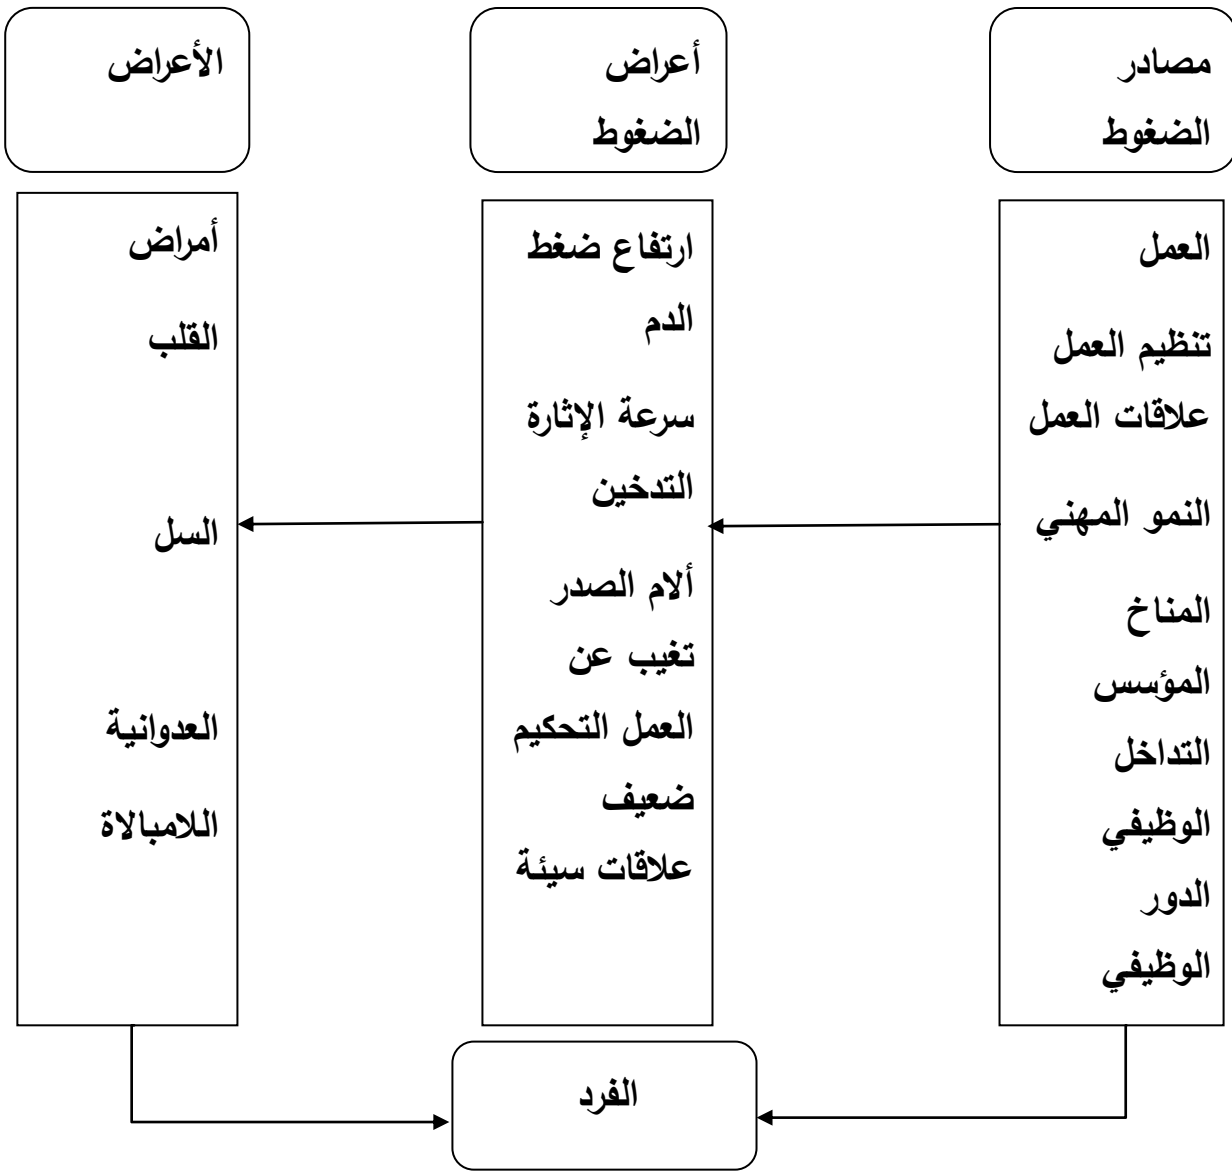 مصادر
الضغوط
أعراض
الضغوط
الأعراض
العمل
تنظيم العمل
علاقات العمل
النمو المهني
المناخ
المؤسس
التداخل
الوظيفي
الدور
الوظيفي
ارتفاع ضغط
الدم
سرعة الإثارة
التدخين
ألام الصدر
تغيب عن
العمل التحكيم
ضعيف
علاقات سيئة
أمراض
القلب
السل
العدوانية
اللامبالاة
الفرد